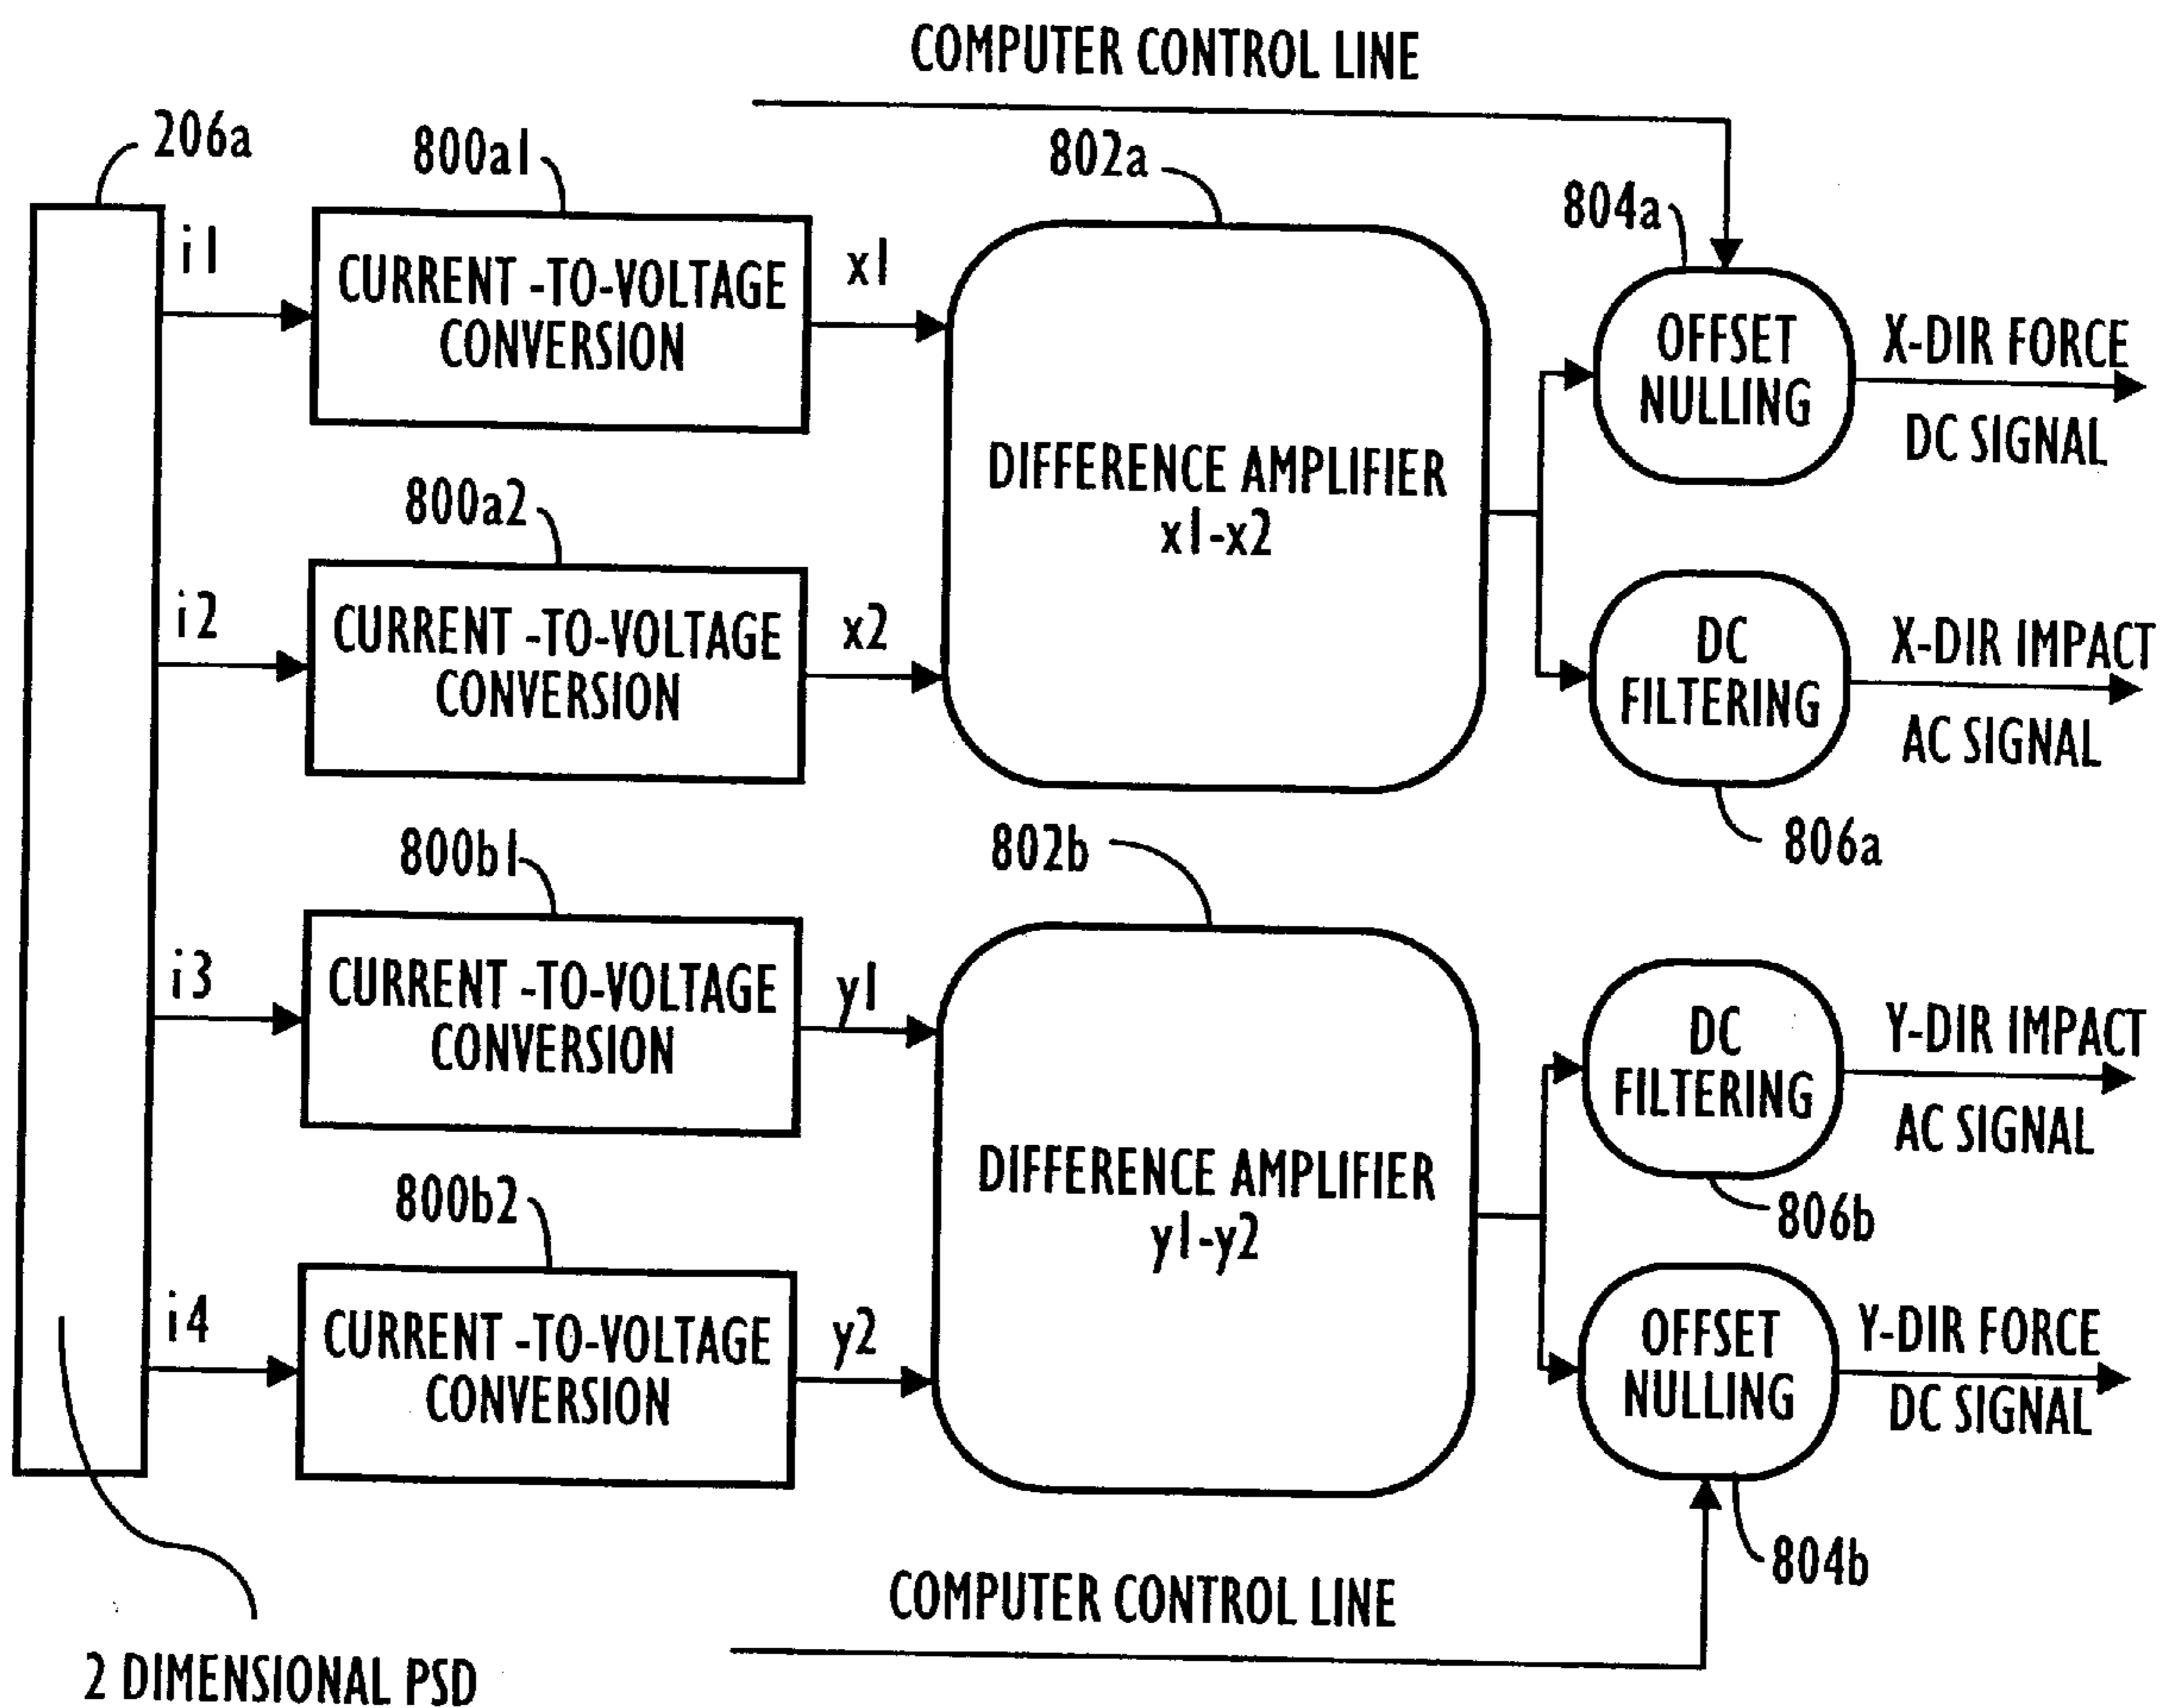 COMPUTER CONTROL LINE
206a
800a1
802a
804a
i1
CURRENT -TO-VOLTAGE
CONVERSION
x1
OFFSET
NULLING
X-DIR FORCE
DC SIGNAL
DIFFERENCE AMPLIFIER
x1-x2
800a2
i2
CURRENT -TO-VOLTAGE
CONVERSION
x2
DC
FILTERING
X-DIR IMPACT
AC SIGNAL
806a
800b1
802b
i3
CURRENT -TO-VOLTAGE
CONVERSION
y1
DC
FILTERING
Y-DIR IMPACT
AC SIGNAL
806b
DIFFERENCE AMPLIFIER
y1-y2
800b2
i4
CURRENT -TO-VOLTAGE
CONVERSION
y2
OFFSET
NULLING
Y-DIR FORCE
DC SIGNAL
804b
COMPUTER CONTROL LINE
2 DIMENSIONAL PSD